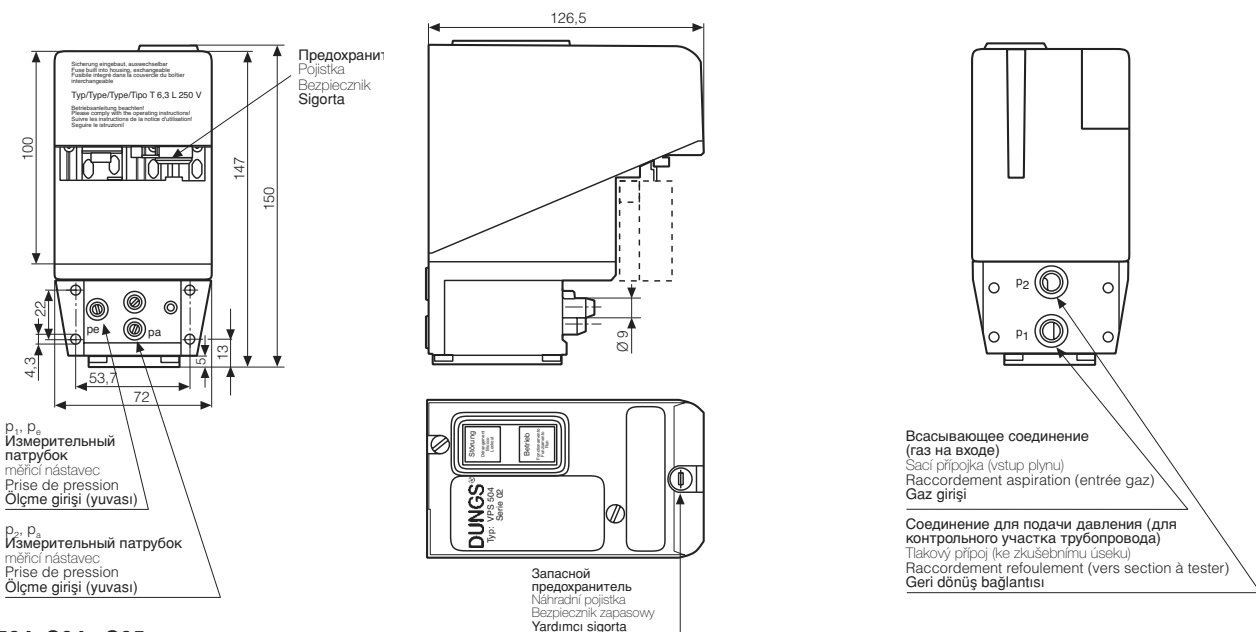 126,5
Sicherung eingebaut, auswechselbar
Fuse built into housing, exchangeable
Fusibile integré dans la couvercle du boîtier
interchangeable
Typ/Type/Type/Tipo T 6,3 L 250 V
Betriebsanleitung beachten!
Please comply with the operating instructions!
Suivre les instructions de la notice d'utilisation!
Seguire le istruzioni!
Предохранит
Pojistka
Bezpiecznik
Sigorta
100
147
150
22
4,3
pe
pa
5
13
53,7
72
Ø 9
p2
p1
p1, pe
Измерительный
патрубок
měřicí nástavec
Prise de pression
Ölçme girişi (yuvası)
p2, pa
Измерительный патрубок
měřicí nástavec
Prise de pression
Ölçme girişi (yuvası)
Störung
Betrieb
DUNGS®
Typ: VPS 504
Serie 02
Запасной
предохранитель
Náhradní pojistka
Bezpiecznik zapasowy
Yardımcı sigorta
Всасывающее соединение
(газ на входе)
Sací přípojka (vstup plynu)
Raccordement aspiration (entrée gaz)
Gaz girişi
Соединение для подачи давления (для
контрольного участка трубопровода)
Tlakový přípoj (ke zkušebnímu úseku)
Raccordement refoulement (vers section à tester)
Geri dönüş bağlantısı